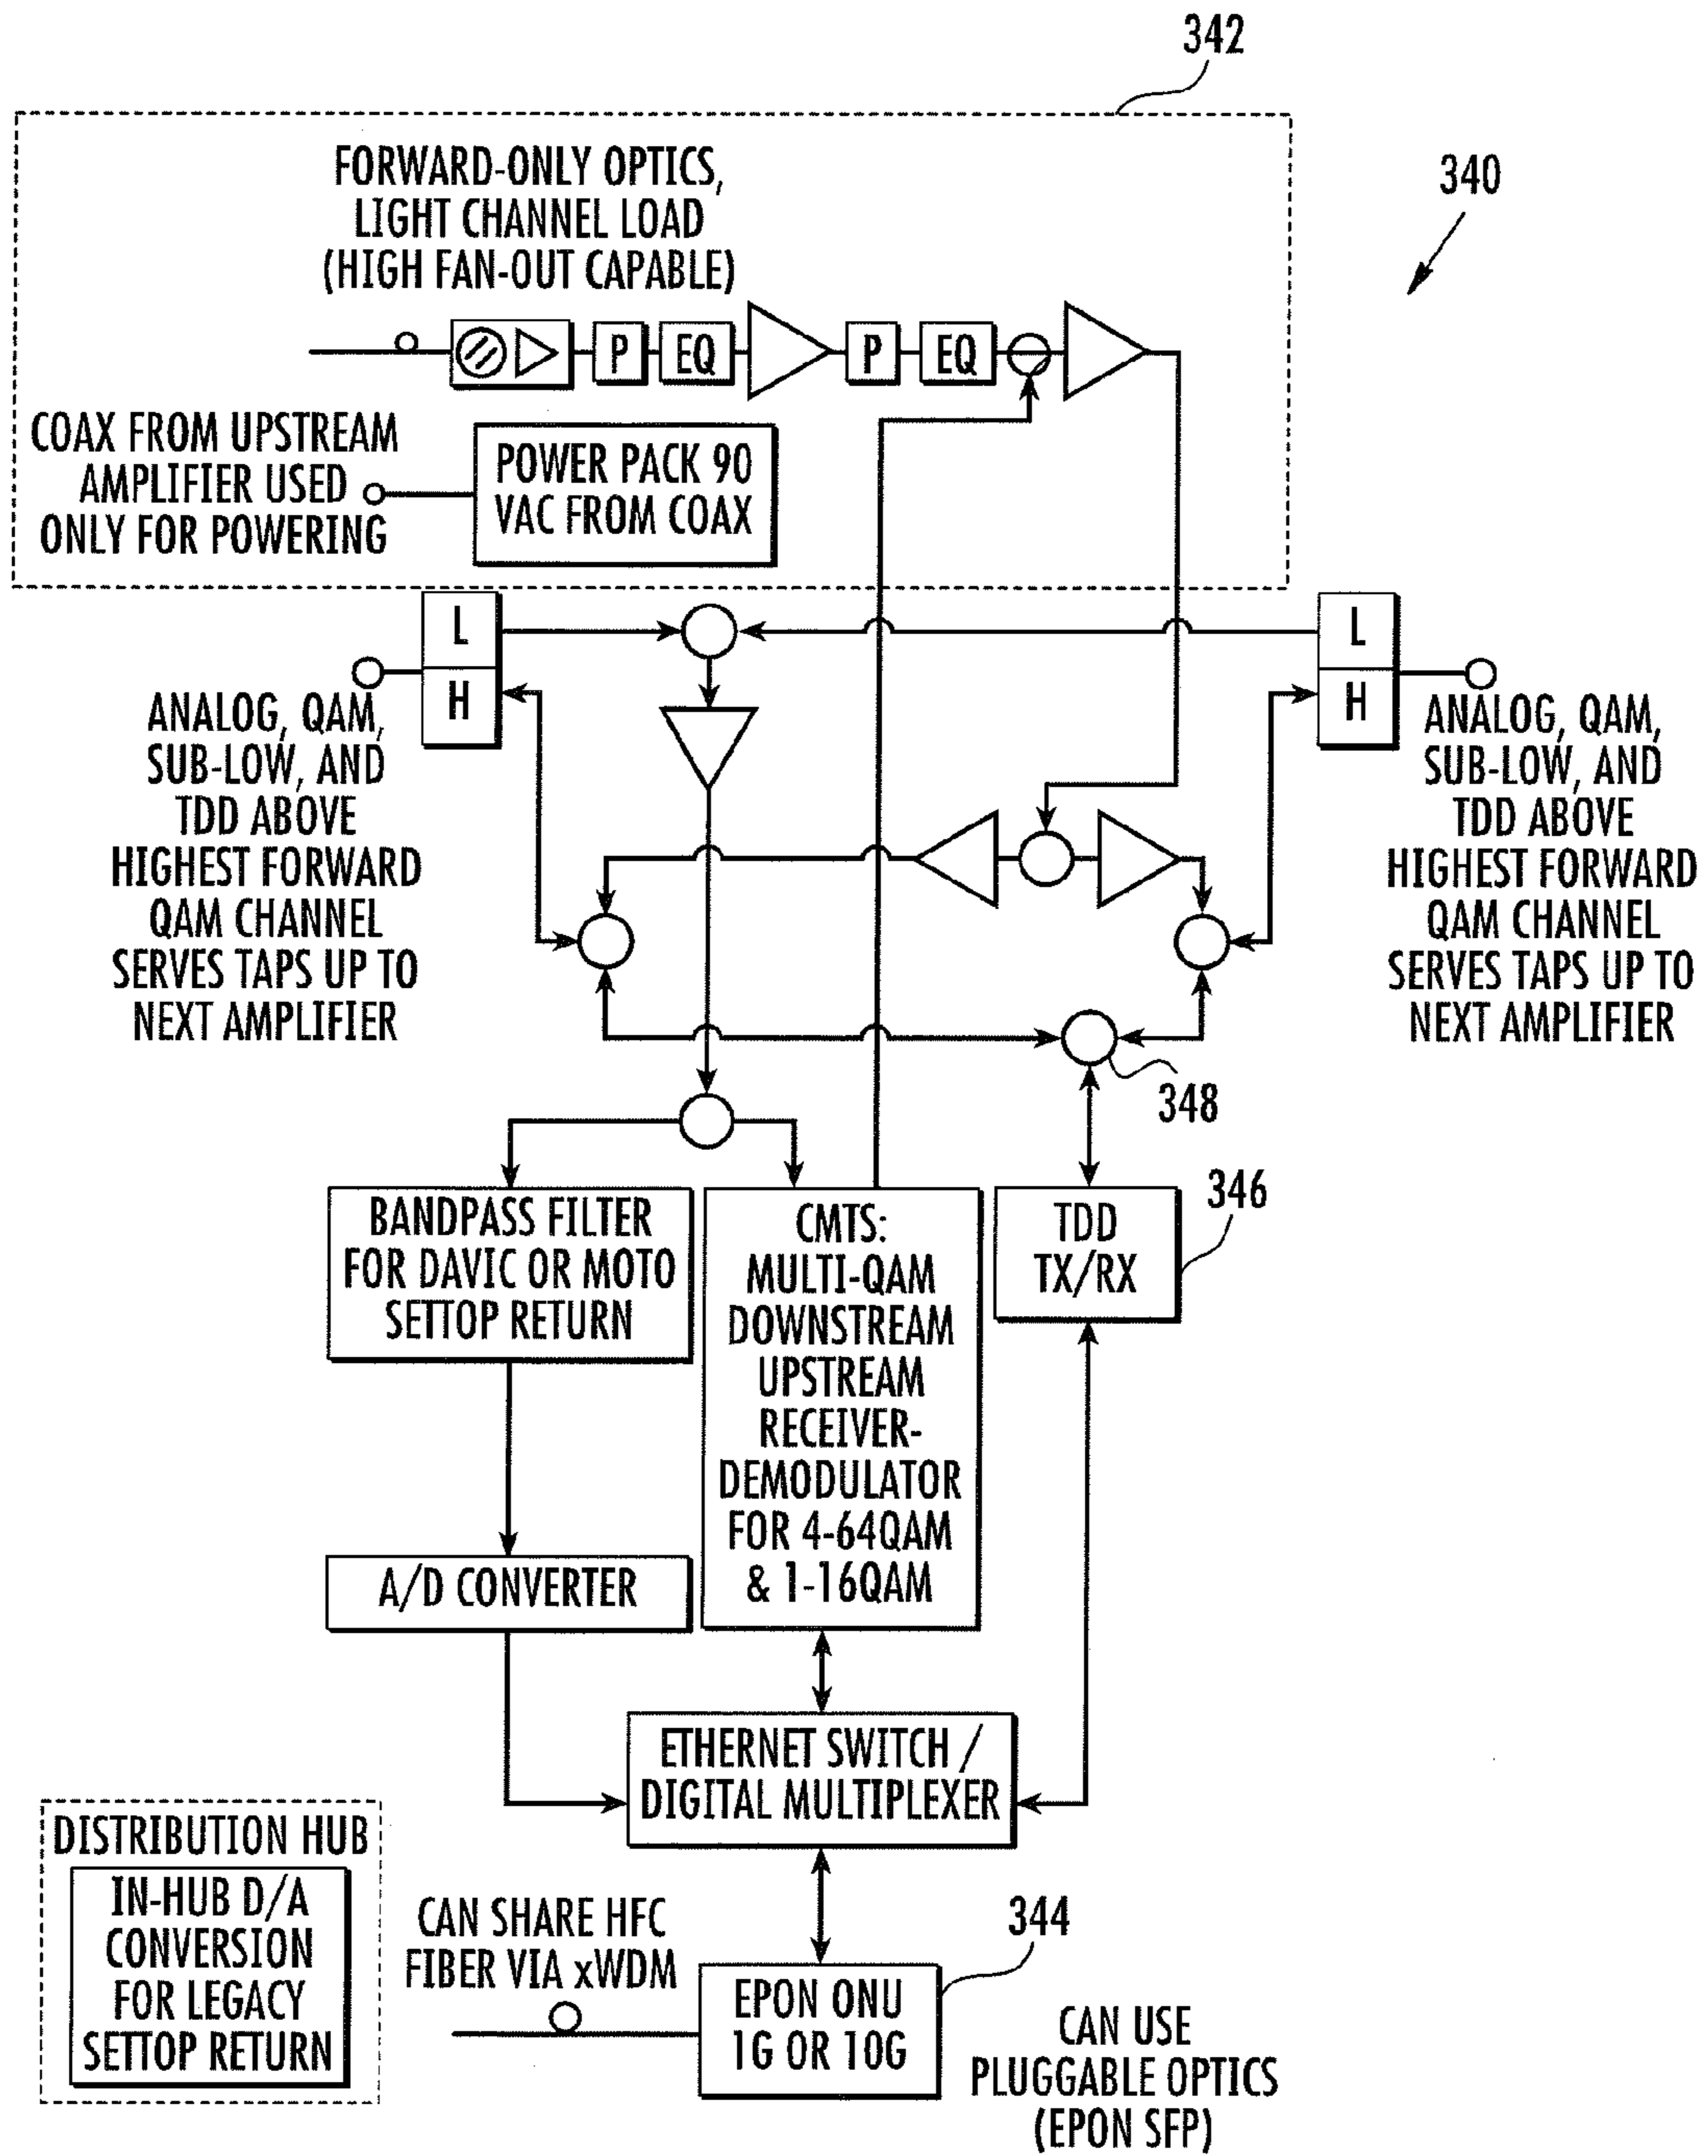 342
340
FORWARD-ONLY OPTICS,
LIGHT CHANNEL LOAD
(HIGH FAN-OUT CAPABLE)
P
EQ
P
EQ
COAX FROM UPSTREAM
AMPLIFIER USED
ONLY FOR POWERING
POWER PACK 90
VAC FROM COAX
L
H
L
H
ANALOG, QAM,
SUB-LOW, AND
TDD ABOVE
HIGHEST FORWARD
QAM CHANNEL
SERVES TAPS UP TO
NEXT AMPLIFIER
ANALOG, QAM,
SUB-LOW, AND
TDD ABOVE
HIGHEST FORWARD
QAM CHANNEL
SERVES TAPS UP TO
NEXT AMPLIFIER
348
BANDPASS FILTER
FOR DAVIC OR MOTO
SETTOP RETURN
CMTS:
MULTI-QAM
DOWNSTREAM
UPSTREAM
RECEIVER-
DEMODULATOR
FOR 4-64QAM
& 1-16QAM
TDD
TX/RX
346
A/D CONVERTER
ETHERNET SWITCH /
DIGITAL MULTIPLEXER
DISTRIBUTION HUB
IN-HUB D/A
CONVERSION
FOR LEGACY
SETTOP RETURN
CAN SHARE HFC
FIBER VIA xWDM
344
EPON ONU
1G OR 10G
CAN USE
PLUGGABLE OPTICS
(EPON SFP)